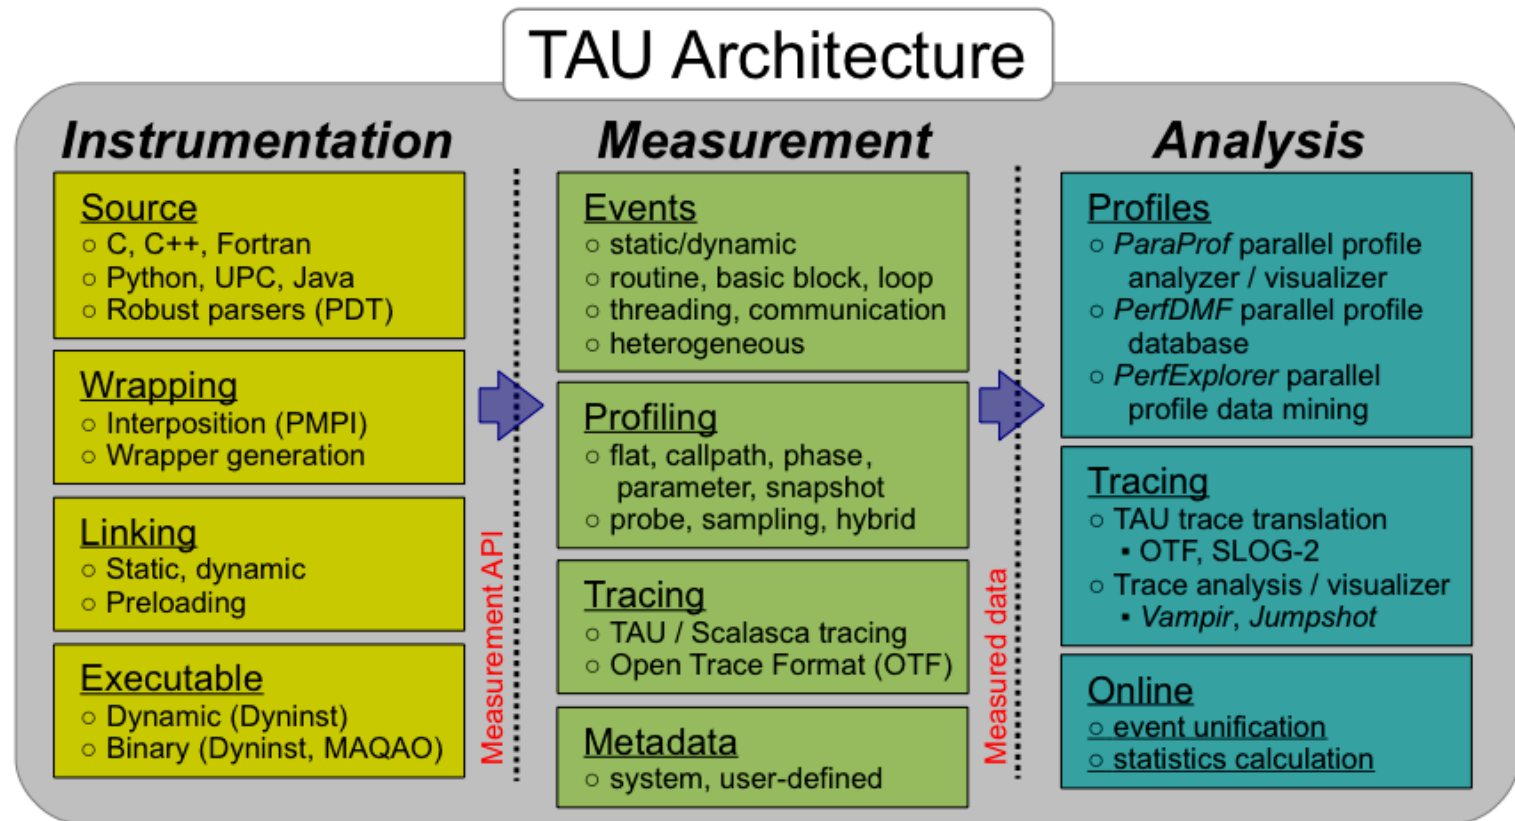 TAU Architecture
Instrumentation
Source
○ C, C++, Fortran
○ Python, UPC, Java
○ Robust parsers (PDT)
Wrapping
○ Interposition (PMPI)
○ Wrapper generation
Linking
○ Static, dynamic
○ Preloading
Executable
○ Dynamic (Dyninst)
○ Binary (Dyninst, MAQAO)
Measurement API
Measurement
Events
○ static/dynamic
○ routine, basic block, loop
○ threading, communication
○ heterogeneous
Profiling
○ flat, callpath, phase,
parameter, snapshot
○ probe, sampling, hybrid
Tracing
○ TAU / Scalasca tracing
○ Open Trace Format (OTF)
Metadata
○ system, user-defined
Measured data
Analysis
Profiles
○ ParaProf parallel profile
analyzer / visualizer
○ PerfDMF parallel profile
database
○ PerfExplorer parallel
profile data mining
Tracing
○ TAU trace translation
▪ OTF, SLOG-2
○ Trace analysis / visualizer
▪ Vampir, Jumpshot
Online
○ event unification
○ statistics calculation